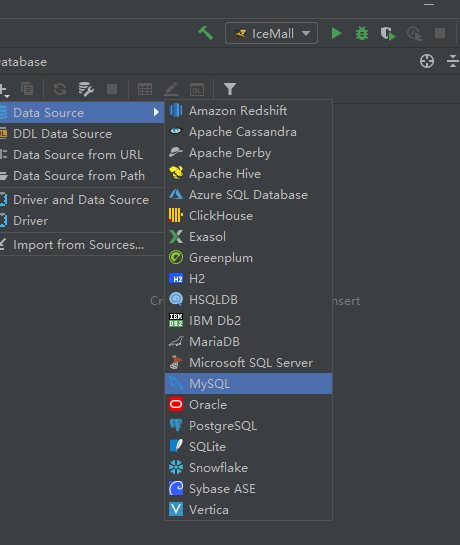 IceMall
Database
Data Source
DDL Data Source
Data Source from URL
Data Source from Path
Driver and Data Source
Driver
Import from Sources...
Amazon Redshift
Apache Cassandra
Apache Derby
Apache Hive
Azure SQL Database
ClickHouse
Exasol
Greenplum
H2
HSQLDB
IBM Db2
MariaDB
Microsoft SQL Server
MySQL
Oracle
PostgreSQL
SQLite
Snowflake
Sybase ASE
Vertica
Cre
nsert